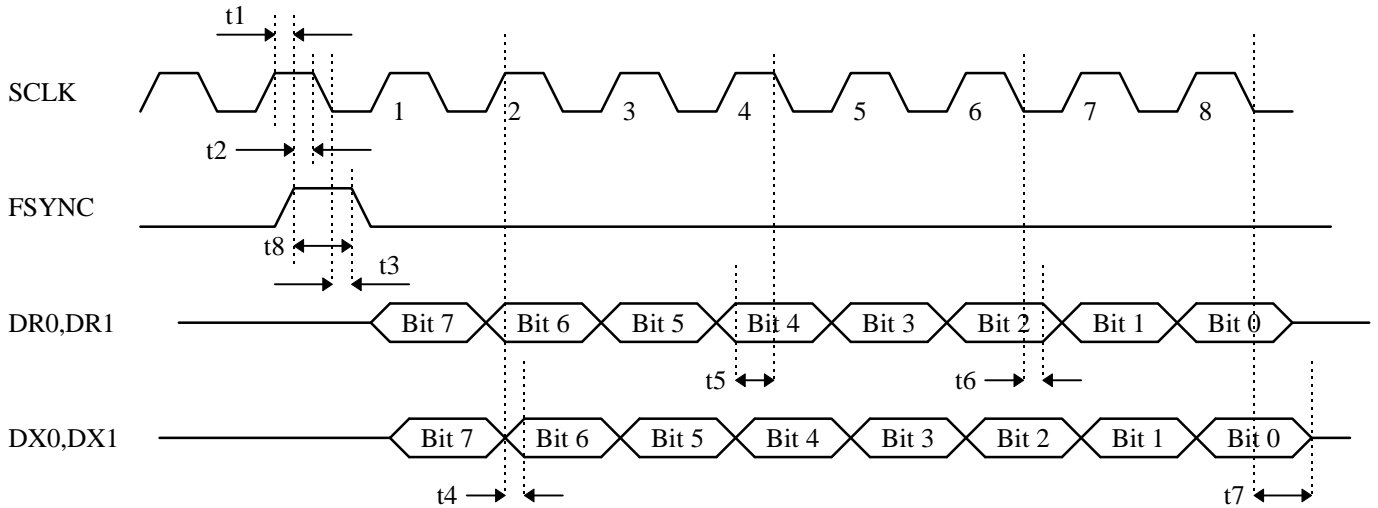 t1
SCLK
1 2 3 4 5 6 7 8
t2
FSYNC
t8
t3
DR0,DR1
Bit 7 Bit 6 Bit 5 Bit 4 Bit 3 Bit 2 Bit 1 Bit 0
t5 t6
DX0,DX1
Bit 7 Bit 6 Bit 5 Bit 4 Bit 3 Bit 2 Bit 1 Bit 0
t4 t7